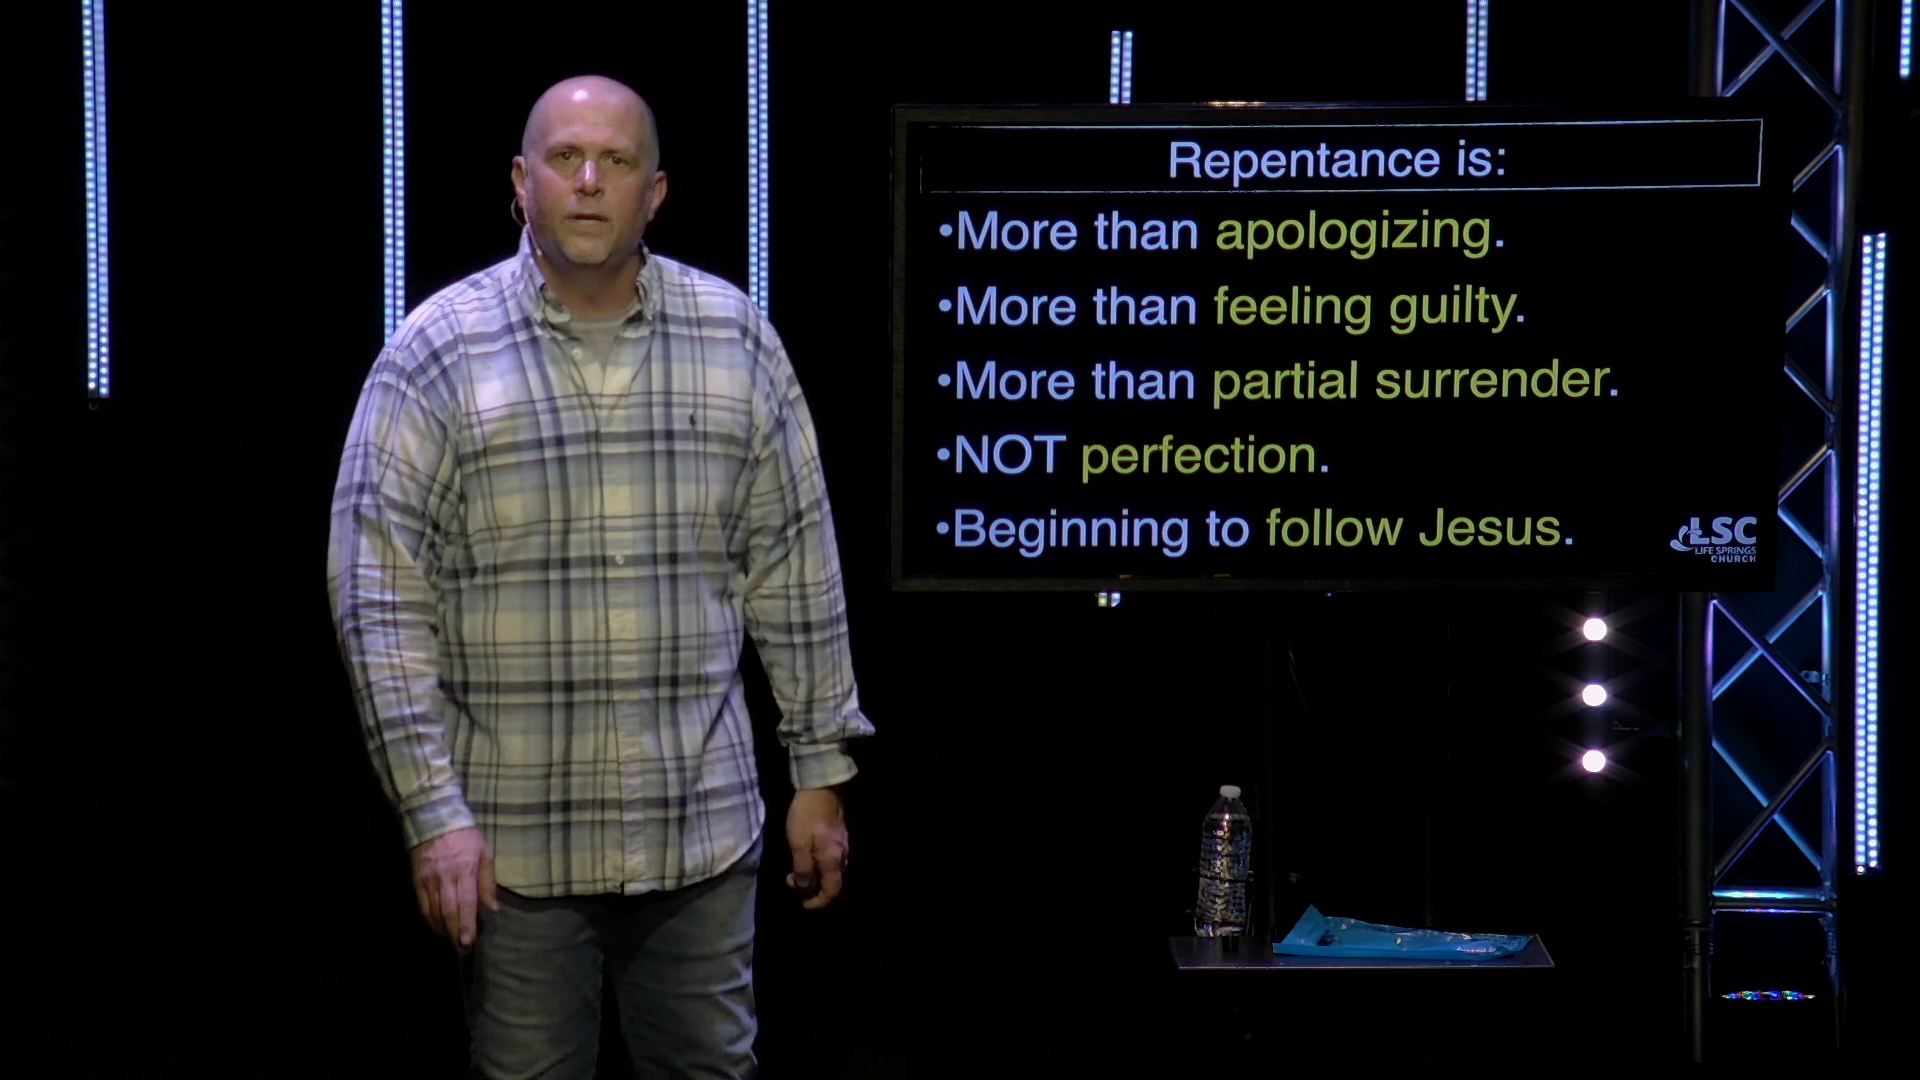 Repentance is:
•More than apologizing.
•More than feeling guilty.
•More than partial surrender.
•NOT perfection.
•Beginning to follow Jesus.
LSC
LIFE SPRINGS
CHURCH